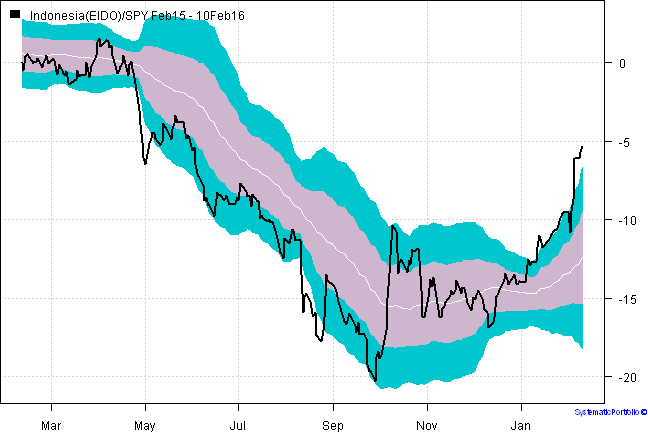 Indonesia(EIDO)/SPY Feb15 - 10Feb16
0
-5
-10
-15
-20
Mar May Jul Sep Nov Jan
SystematicPortfolio ©